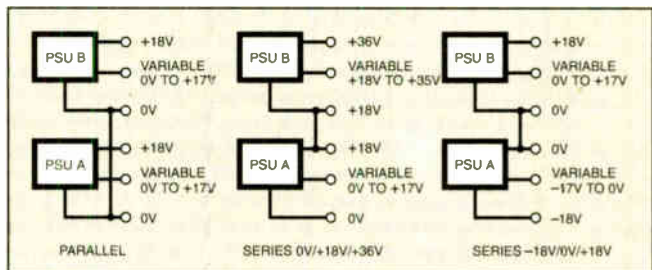 PSU B
+18V
VARIABLE
0V TO +17V
0V
PSU A
+18V
VARIABLE
0V TO +17V
0V
PARALLEL
PSU B
+36V
VARIABLE
+18V TO +35V
+18V
PSU A
+18V
VARIABLE
0V TO +17V
0V
SERIES 0V/+18V/+36V
PSU B
+18V
VARIABLE
0V TO +17V
0V
PSU A
0V
VARIABLE
–17V TO 0V
–18V
SERIES –18V/0V/+18V